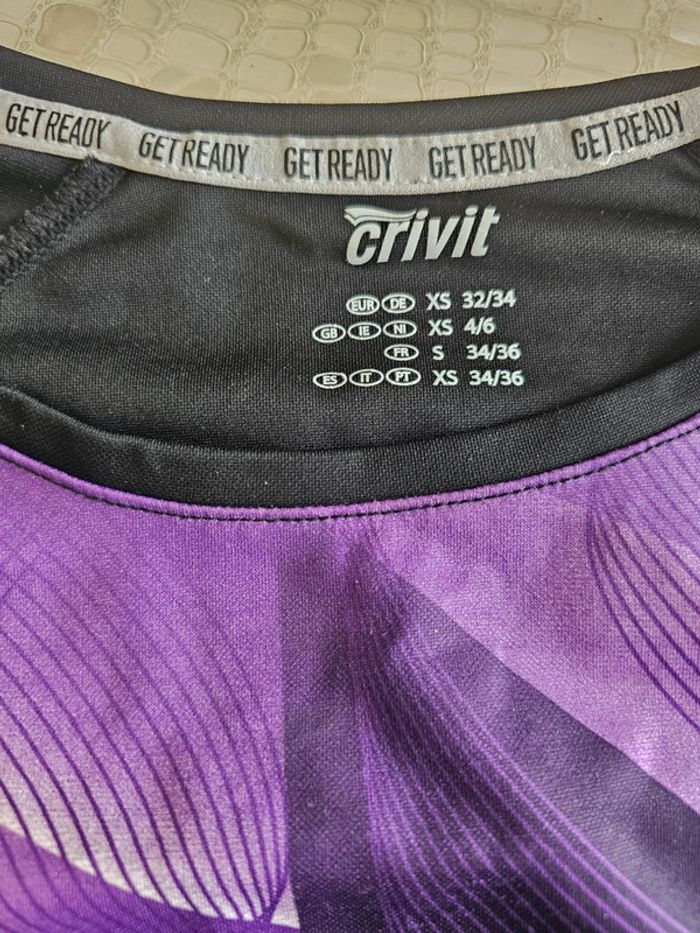 GET READY GET READY GET READY GET READY GET READY
crivit
EUR DE XS 32/34
GB IE NI XS 4/6
FR S 34/36
ES IT PT XS 34/36